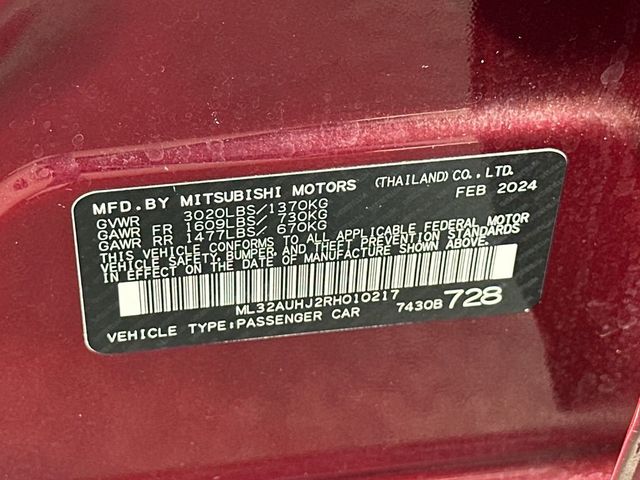 MFD.BY MITSUBISHI MOTORS (THAILAND) CO.,LTD.
FEB 2024
GVWR 3020LBS/1370KG
GAWR FR 1609LBS/ 730KG
GAWR RR 1477LBS/ 670KG
THIS VEHICLE CONFORMS TO ALL APPLICABLE FEDERAL MOTOR
VEHICLE SAFETY, BUMPER, AND THEFT PREVENTION STANDARDS
IN EFFECT ON THE DATE OF MANUFACTURE SHOWN ABOVE.
ML32AUHJ2RH010217
VEHICLE TYPE:PASSENGER CAR 7430B 728